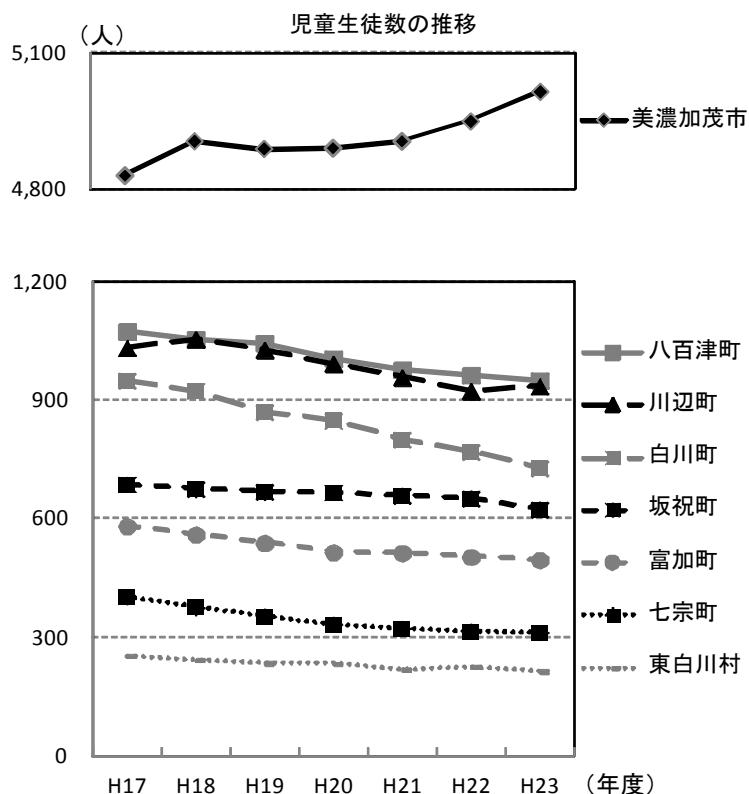 児童生徒数の推移
（人）
5,100
4,800
美濃加茂市
1,200
900
600
300
0
八百津町
川辺町
白川町
坂祝町
富加町
七宗町
東白川村
H17 H18 H19 H20 H21 H22 H23 （年度）